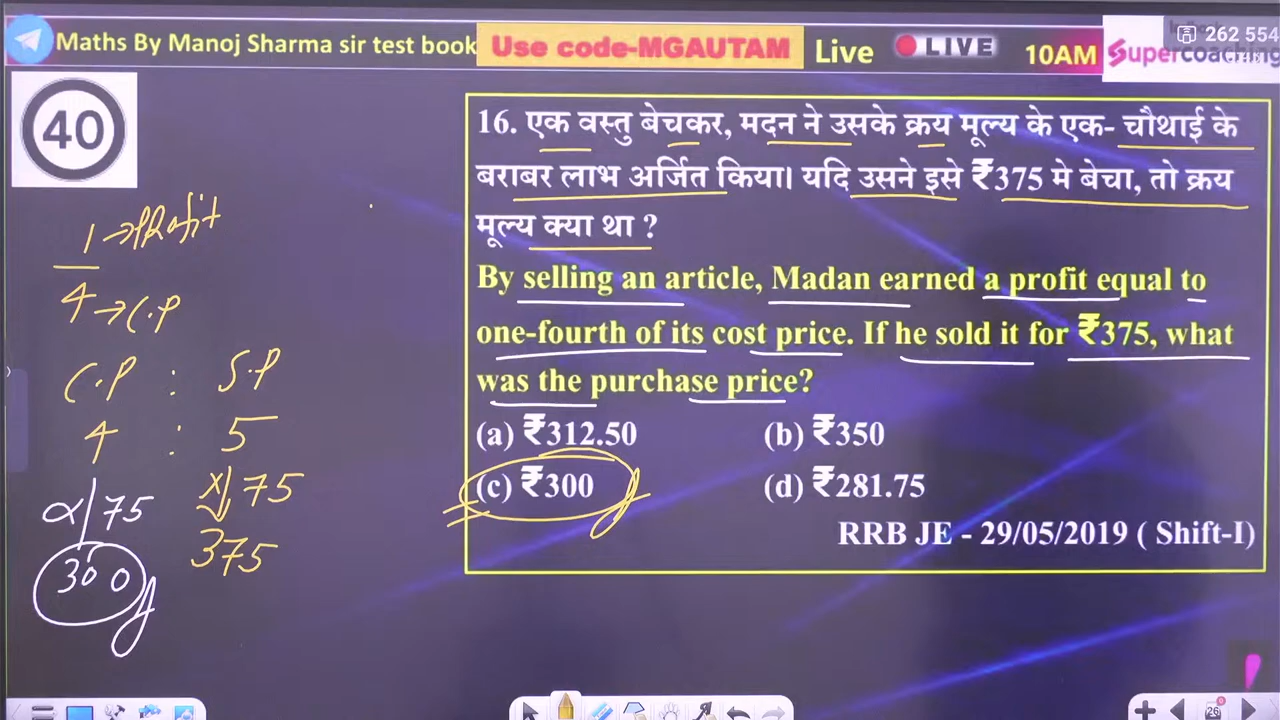 Maths By Manoj Sharma sir test book
Use code-MGAUTAM
Live
LIVE
10AM
Supercoaching
262 554
40
16. एक वस्तु बेचकर, मदन ने उसके क्रय मूल्य के एक- चौथाई के
बराबर लाभ अर्जित किया। यदि उसने इसे ₹375 मे बेचा, तो क्रय
मूल्य क्या था ?
By selling an article, Madan earned a profit equal to
one-fourth of its cost price. If he sold it for ₹375, what
was the purchase price?
(a) ₹312.50 (b) ₹350
(c) ₹300 (d) ₹281.75
RRB JE - 29/05/2019 ( Shift-I)
1 → Profit
4 → C.P
C.P : S.P
4 : 5
x 75 x 75
300 375
26